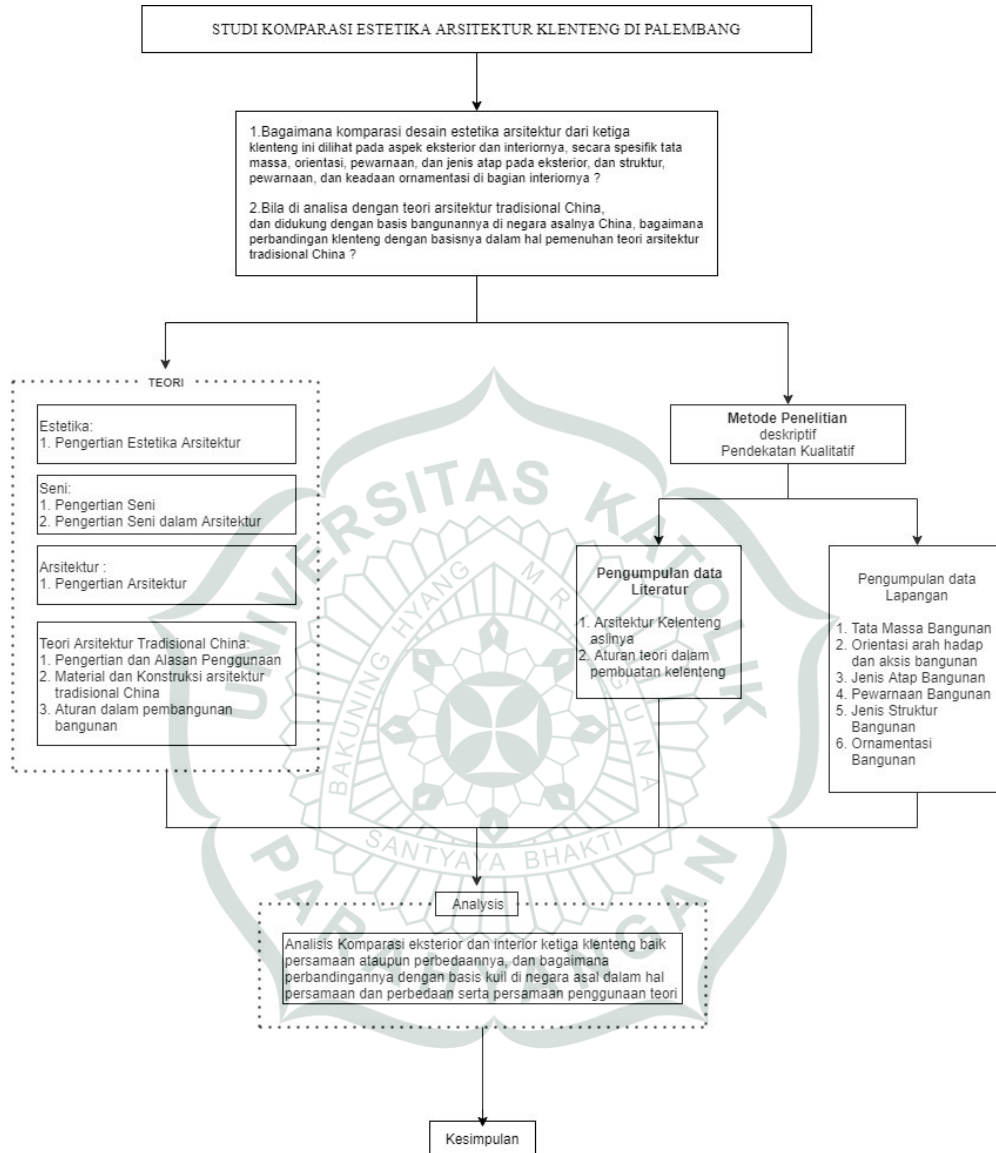 STUDI KOMPARASI ESTETIKA ARSITEKTUR KLENTENG DI PALEMBANG
1.Bagaimana komparasi desain estetika arsitektur dari ketiga
klenteng ini dilihat pada aspek eksterior dan interiornya, secara spesifik tata
massa, orientasi, pewarnaan, dan jenis atap pada eksterior, dan struktur,
pewarnaan, dan keadaan ornamentasi di bagian interiornya ?
2.Bila di analisa dengan teori arsitektur tradisional China,
dan didukung dengan basis bangunannya di negara asalnya China, bagaimana
perbandingan klenteng dengan basisnya dalam hal pemenuhan teori arsitektur
tradisional China ?
TEORI
Estetika:
1. Pengertian Estetika Arsitektur
Seni:
1. Pengertian Seni
2. Pengertian Seni dalam Arsitektur
Arsitektur :
1. Pengertian Arsitektur
Teori Arsitektur Tradisional China:
1. Pengertian dan Alasan Penggunaan
2. Material dan Konstruksi arsitektur
tradisional China
3. Aturan dalam pembangunan
bangunan
Metode Penelitian
deskriptif
Pendekatan Kualitatif
Pengumpulan data
Literatur
1. Arsitektur Kelenteng
aslinya
2. Aturan teori dalam
pembuatan kelenteng
Pengumpulan data
Lapangan
1. Tata Massa Bangunan
2. Orientasi arah hadap
dan aksis bangunan
3. Jenis Atap Bangunan
4. Pewarnaan Bangunan
5. Jenis Struktur
Bangunan
6. Ornamentasi
Bangunan
Analysis
Analisis Komparasi eksterior dan interior ketiga klenteng baik
persamaan ataupun perbedaannya, dan bagaimana
perbandingannya dengan basis kuil di negara asal dalam hal
persamaan dan perbedaan serta persamaan penggunaan teori
Kesimpulan
UNIVERSITAS KATOLIK
PARAHYANGAN
BAKUNING HYANG MRIH GUNA
SANTYAYA BHAKTI